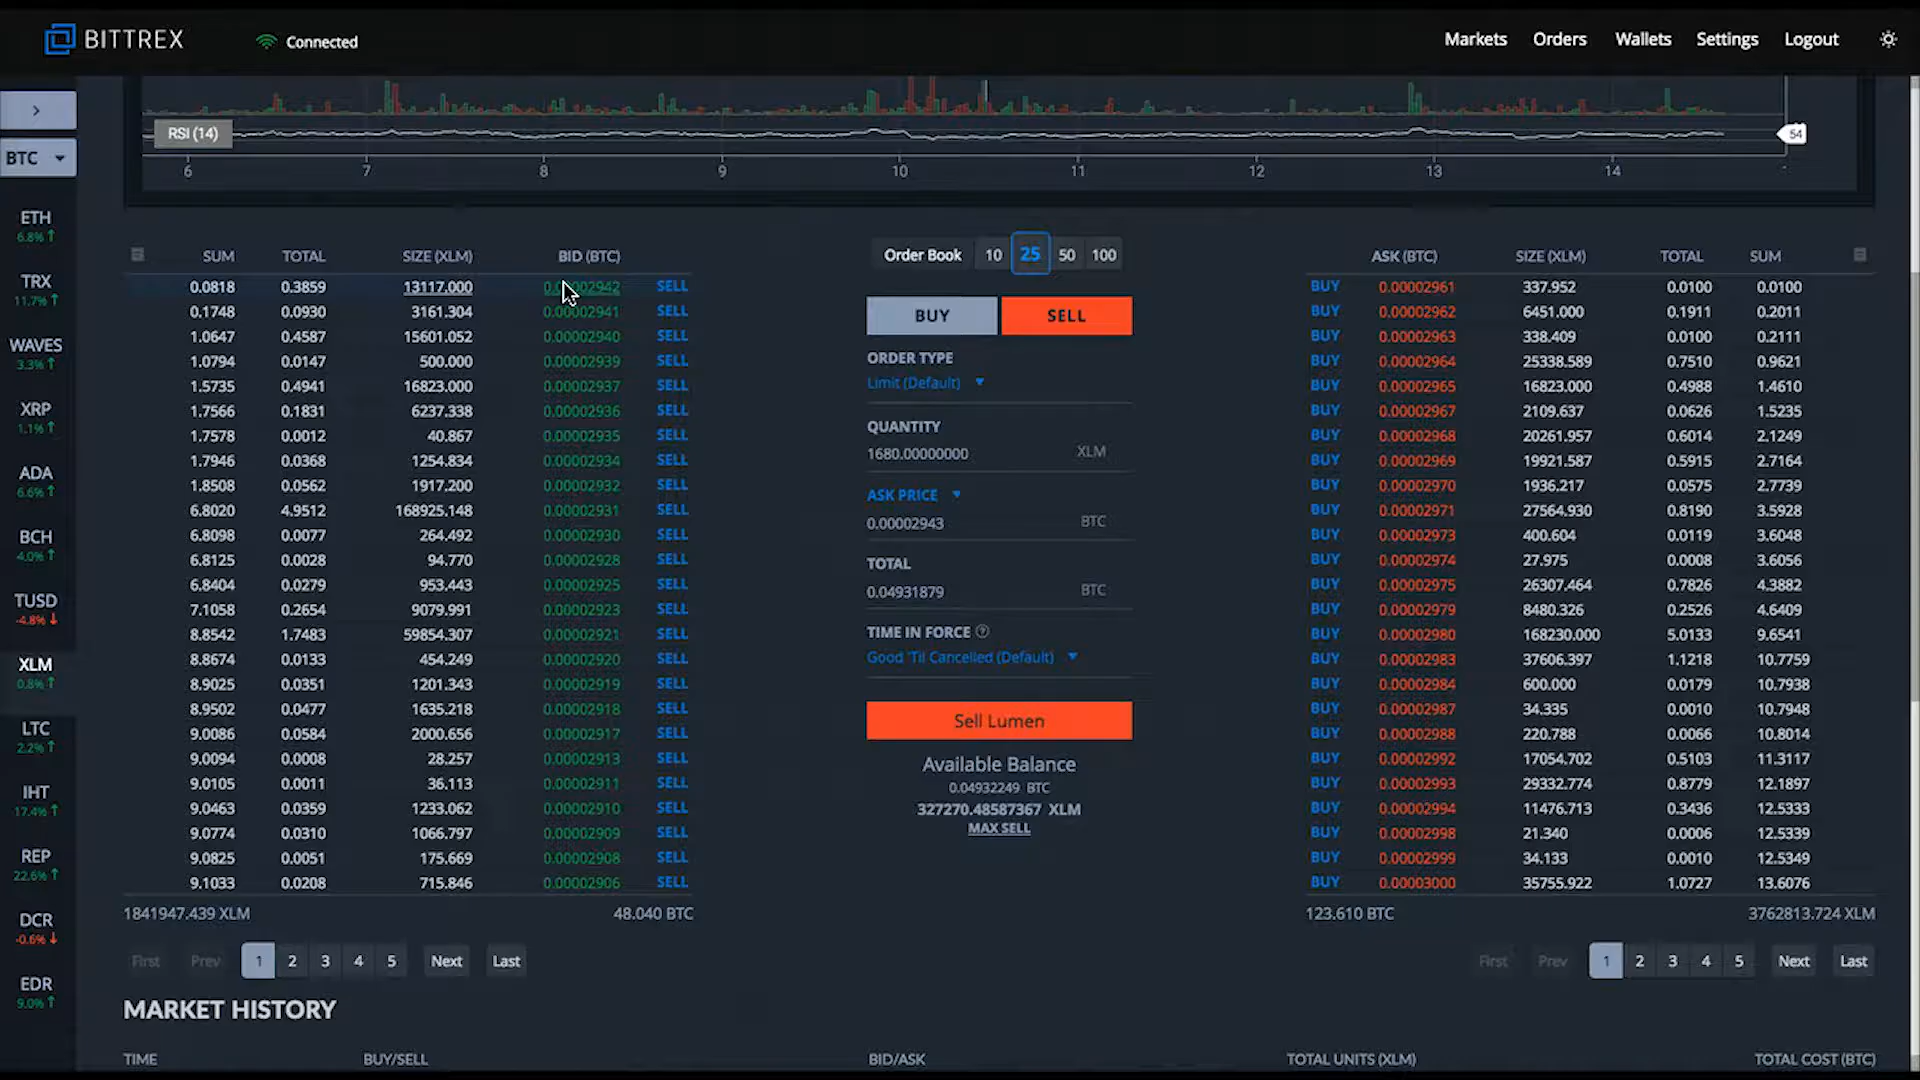 BITTREX
Connected
Markets Orders Wallets Settings Logout
RSI (14)
54
BTC
6 7 8 9 10 11 12 13 14
ETH
6.8%
TRX
11.7%
WAVES
3.3%
XRP
1.1%
ADA
6.6%
BCH
4.0%
TUSD
-4.8%
XLM
0.8%
LTC
2.2%
IHT
17.4%
REP
22.6%
DCR
-0.6%
EDR
9.0%
SUM TOTAL SIZE (XLM) BID (BTC)
0.0818 0.3859 13117.000 0.00002942 SELL
0.1748 0.0930 3161.304 0.00002941 SELL
1.0647 0.4587 15601.052 0.00002940 SELL
1.0794 0.0147 500.000 0.00002939 SELL
1.5735 0.4941 16823.000 0.00002937 SELL
1.7566 0.1831 6237.338 0.00002936 SELL
1.7578 0.0012 40.867 0.00002935 SELL
1.7946 0.0368 1254.834 0.00002934 SELL
1.8508 0.0562 1917.200 0.00002932 SELL
6.8020 4.9512 168925.148 0.00002931 SELL
6.8098 0.0077 264.492 0.00002930 SELL
6.8125 0.0028 94.770 0.00002928 SELL
6.8404 0.0279 953.443 0.00002925 SELL
7.1058 0.2654 9079.991 0.00002923 SELL
8.8542 1.7483 59854.307 0.00002921 SELL
8.8674 0.0133 454.249 0.00002920 SELL
8.9025 0.0351 1201.343 0.00002919 SELL
8.9502 0.0477 1635.218 0.00002918 SELL
9.0086 0.0584 2000.656 0.00002917 SELL
9.0094 0.0008 28.257 0.00002913 SELL
9.0105 0.0011 36.113 0.00002911 SELL
9.0463 0.0359 1233.062 0.00002910 SELL
9.0774 0.0310 1066.797 0.00002909 SELL
9.0825 0.0051 175.669 0.00002908 SELL
9.1033 0.0208 715.846 0.00002906 SELL
1841947.439 XLM 48.040 BTC
First Prev 1 2 3 4 5 Next Last
Order Book 10 25 50 100
BUY SELL
ORDER TYPE
Limit (Default)
QUANTITY
1680.00000000 XLM
ASK PRICE
0.00002943 BTC
TOTAL
0.04931879 BTC
TIME IN FORCE ?
Good 'Til Cancelled (Default)
Sell Lumen
Available Balance
0.04932249 BTC
327270.48587367 XLM
MAX SELL
ASK (BTC) SIZE (XLM) TOTAL SUM
BUY 0.00002961 337.952 0.0100 0.0100
BUY 0.00002962 6451.000 0.1911 0.2011
BUY 0.00002963 338.409 0.0100 0.2111
BUY 0.00002964 25338.589 0.7510 0.9621
BUY 0.00002965 16823.000 0.4988 1.4610
BUY 0.00002967 2109.637 0.0626 1.5235
BUY 0.00002968 20261.957 0.6014 2.1249
BUY 0.00002969 19921.587 0.5915 2.7164
BUY 0.00002970 1936.217 0.0575 2.7739
BUY 0.00002971 27564.930 0.8190 3.5928
BUY 0.00002973 400.604 0.0119 3.6048
BUY 0.00002974 27.975 0.0008 3.6056
BUY 0.00002975 26307.464 0.7826 4.3882
BUY 0.00002979 8480.326 0.2526 4.6409
BUY 0.00002980 168230.000 5.0133 9.6541
BUY 0.00002983 37606.397 1.1218 10.7759
BUY 0.00002984 600.000 0.0179 10.7938
BUY 0.00002987 34.335 0.0010 10.7948
BUY 0.00002988 220.788 0.0066 10.8014
BUY 0.00002992 17054.702 0.5103 11.3117
BUY 0.00002993 29332.774 0.8779 12.1897
BUY 0.00002994 11476.713 0.3436 12.5333
BUY 0.00002998 21.340 0.0006 12.5339
BUY 0.00002999 34.133 0.0010 12.5349
BUY 0.00003000 35755.922 1.0727 13.6076
123.610 BTC 3762813.724 XLM
First Prev 1 2 3 4 5 Next Last
MARKET HISTORY
TIME BUY/SELL BID/ASK TOTAL UNITS (XLM) TOTAL COST (BTC)